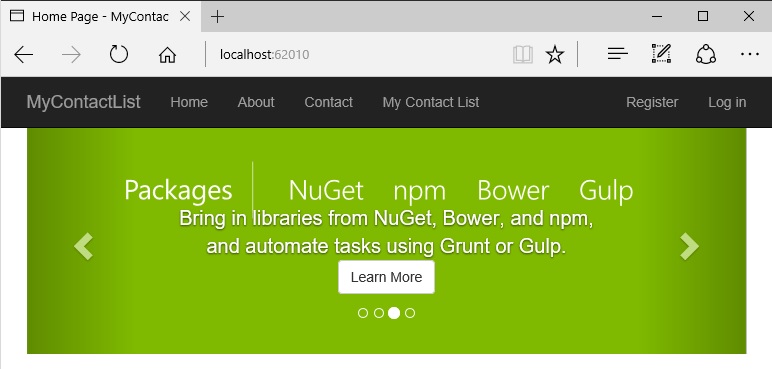 Home Page - MyContac
localhost:62010
MyContactList Home About Contact My Contact List Register Log in
Packages NuGet npm Bower Gulp
Bring in libraries from NuGet, Bower, and npm,
and automate tasks using Grunt or Gulp.
Learn More